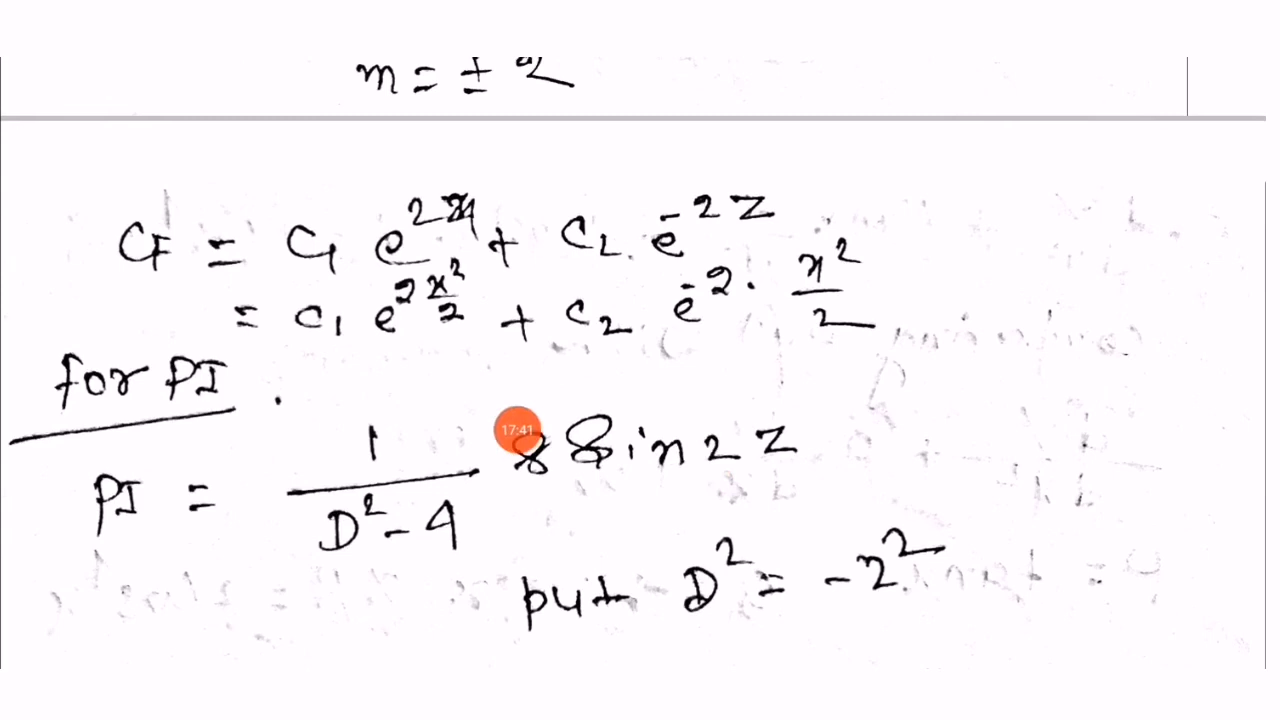 m = ± 2
CF = C1 e^{2z} + C2 . e^{-2z}
= C1 e^{2 x²/2} + C2 e^{-2 . x²/2}
for PI .
17:41
PI = 1/(D² - 4) 8 Sin 2z
put D² = -2²